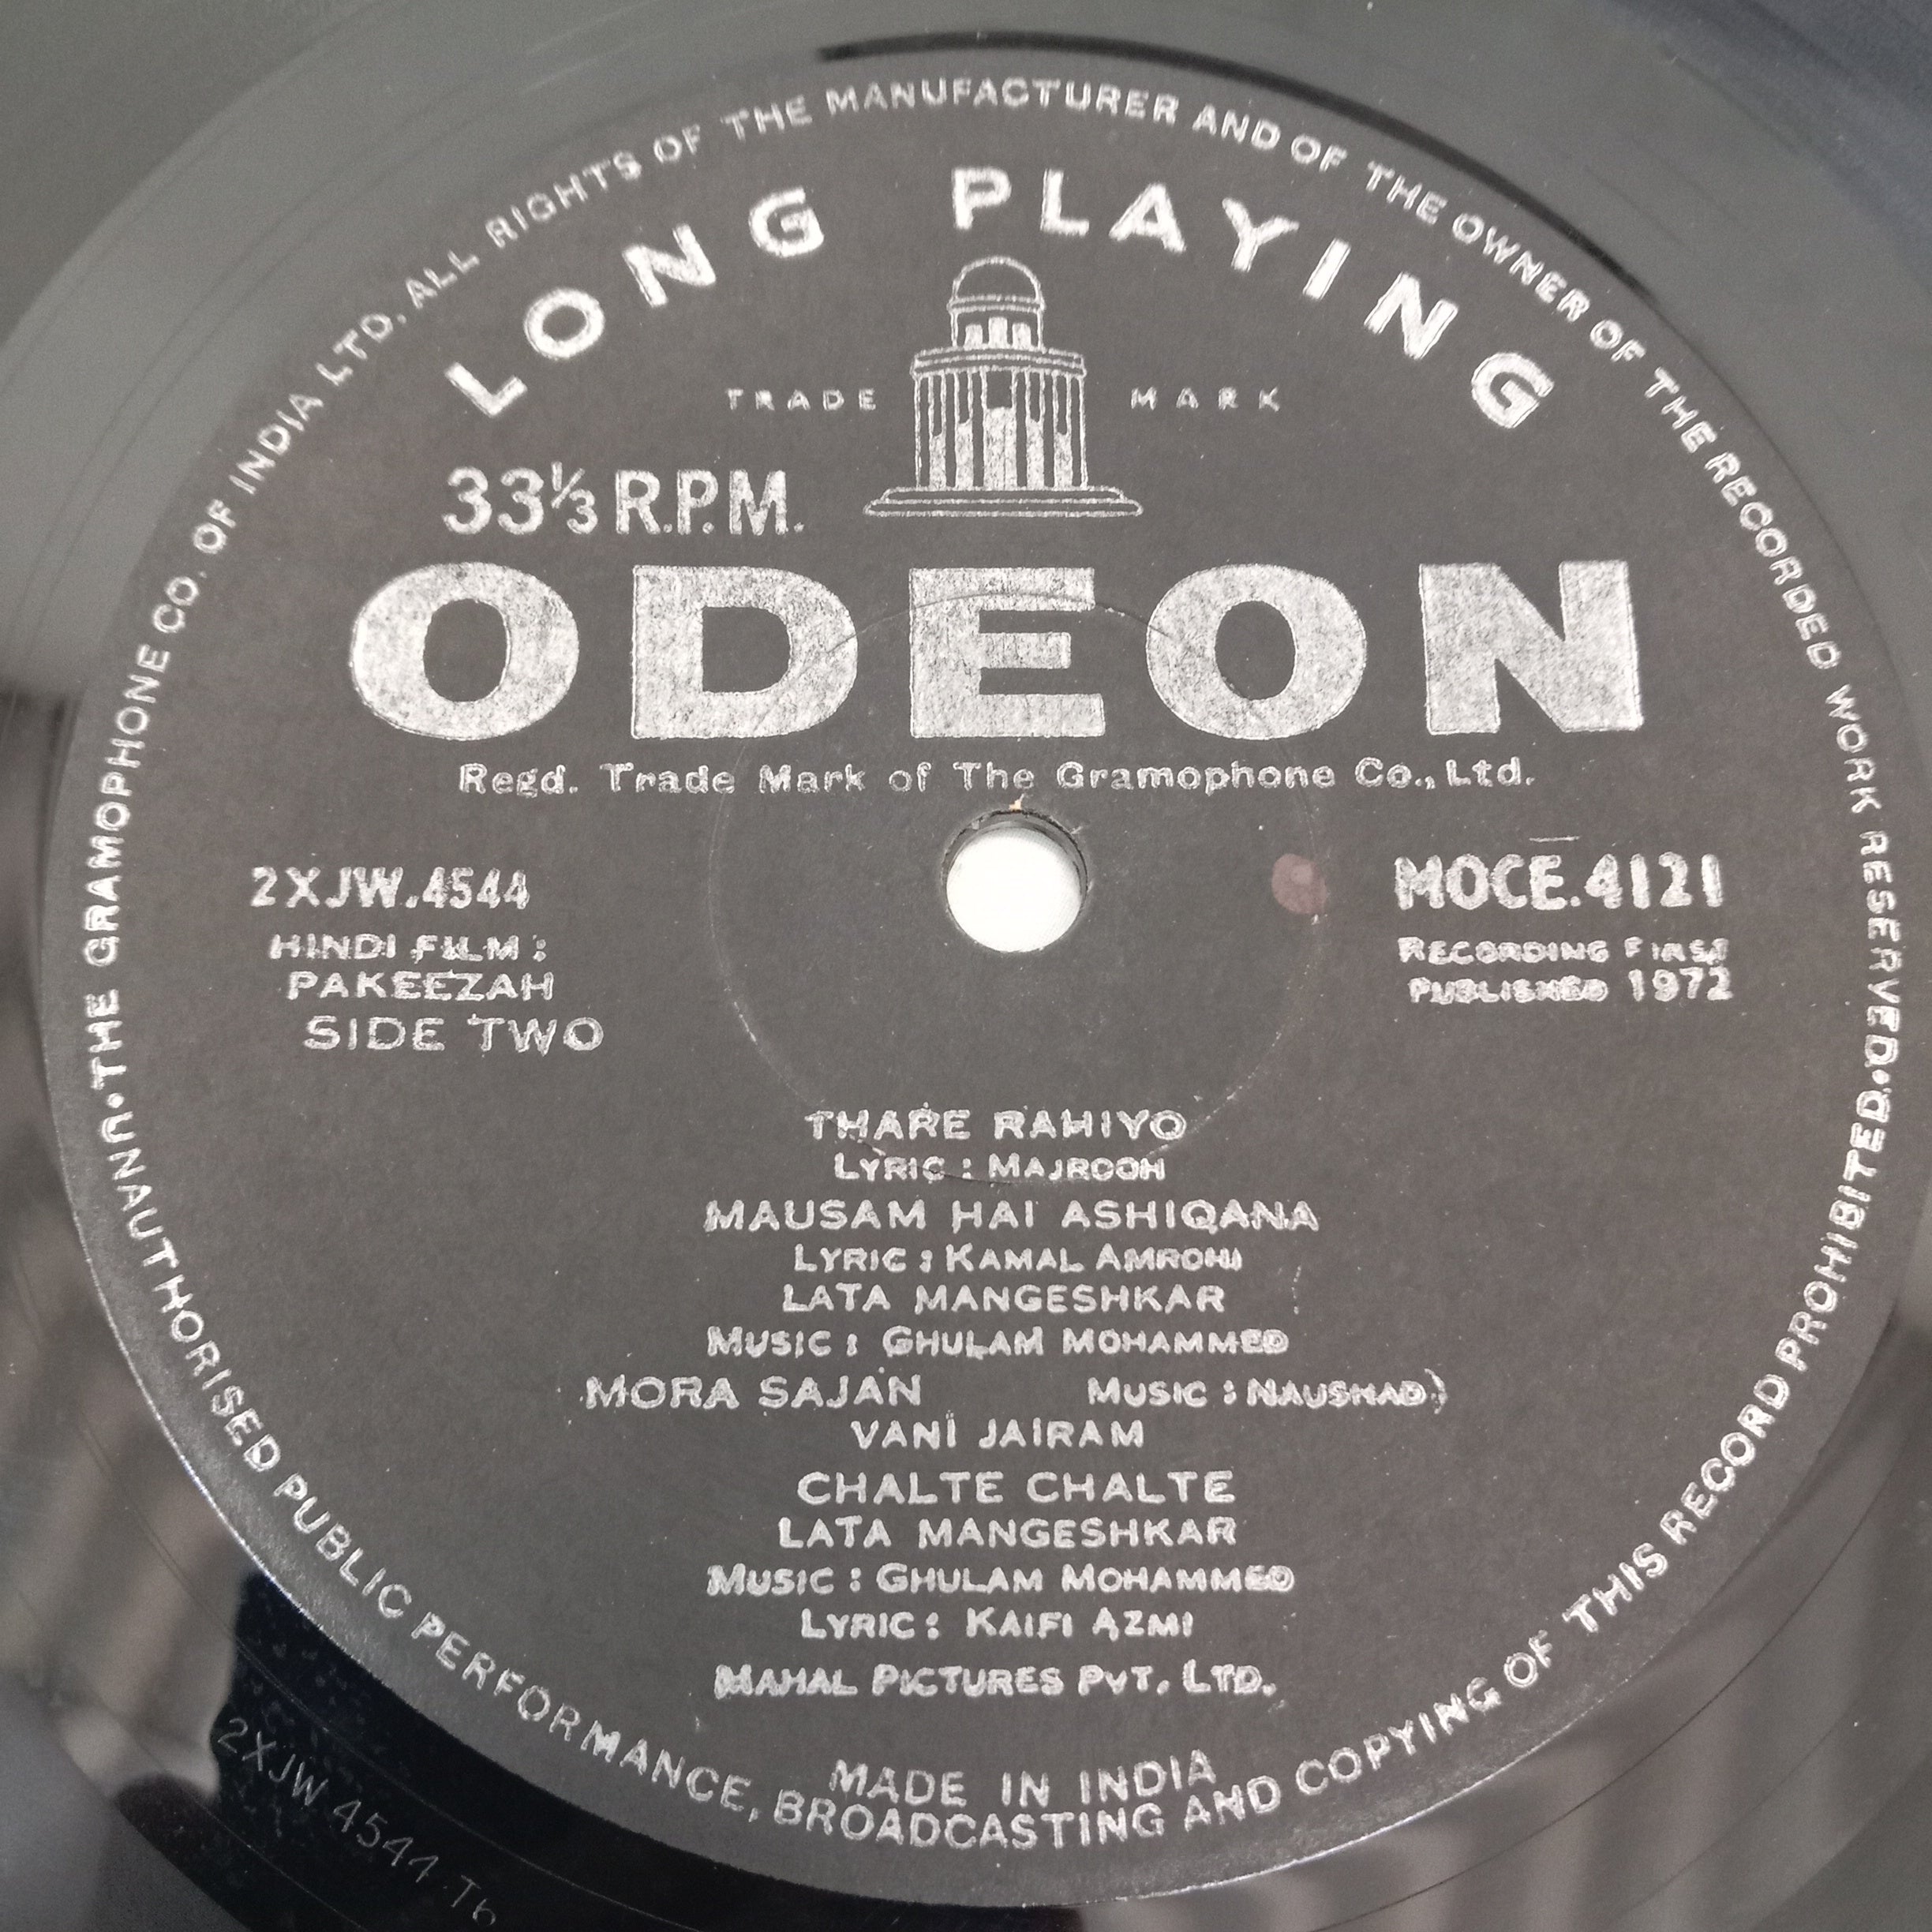 THE GRAMOPHONE CO. OF INDIA LTD. ALL RIGHTS OF THE MANUFACTURER AND OF THE OWNER OF THE RECORDED WORK RESERVED•
LONG PLAYING
TRADE MARK
33⅓ R.P.M.
ODEON
Regd. Trade Mark of The Gramophone Co., Ltd.
2XJW.4544
HINDI FILM :
PAKEEZAH
SIDE TWO
MOCE.4121
RECORDING FIRST
PUBLISHED 1972
THARE RAHIYO
LYRIC : MAJROOH
MAUSAM HAI ASHIQANA
LYRIC : KAMAL AMROHI
LATA MANGESHKAR
MUSIC : GHULAM MOHAMMED
MORA SAJAN MUSIC : NAUSHAD)
VANI JAIRAM
CHALTE CHALTE
LATA MANGESHKAR
MUSIC : GHULAM MOHAMMED
LYRIC : KAIFI AZMI
MAHAL PICTURES PVT. LTD.
MADE IN INDIA
UNAUTHORISED PUBLIC PERFORMANCE, BROADCASTING AND COPYING OF THIS RECORD PROHIBITED•
2XJW 4544